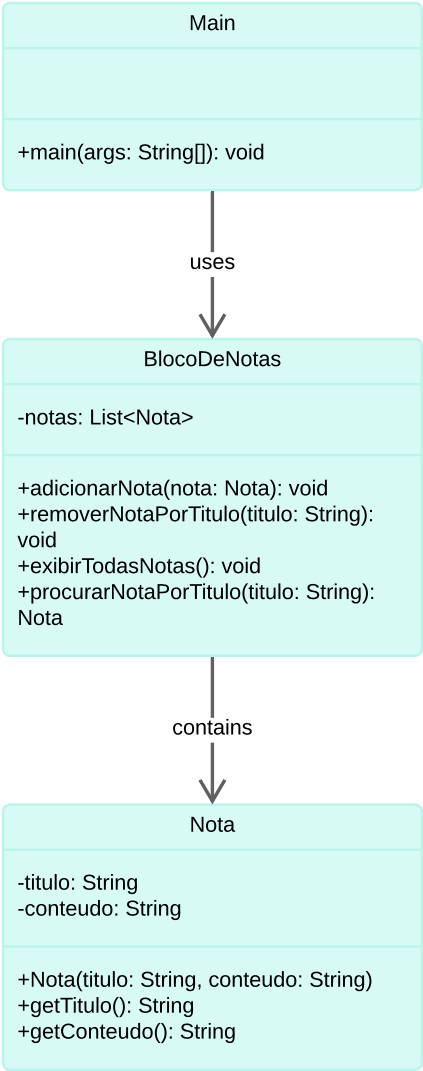 Main
+main(args: String[]): void
uses
BlocoDeNotas
-notas: List<Nota>
+adicionarNota(nota: Nota): void
+removerNotaPorTitulo(titulo: String):
void
+exibirTodasNotas(): void
+procurarNotaPorTitulo(titulo: String):
Nota
contains
Nota
-titulo: String
-conteudo: String
+Nota(titulo: String, conteudo: String)
+getTitulo(): String
+getConteudo(): String